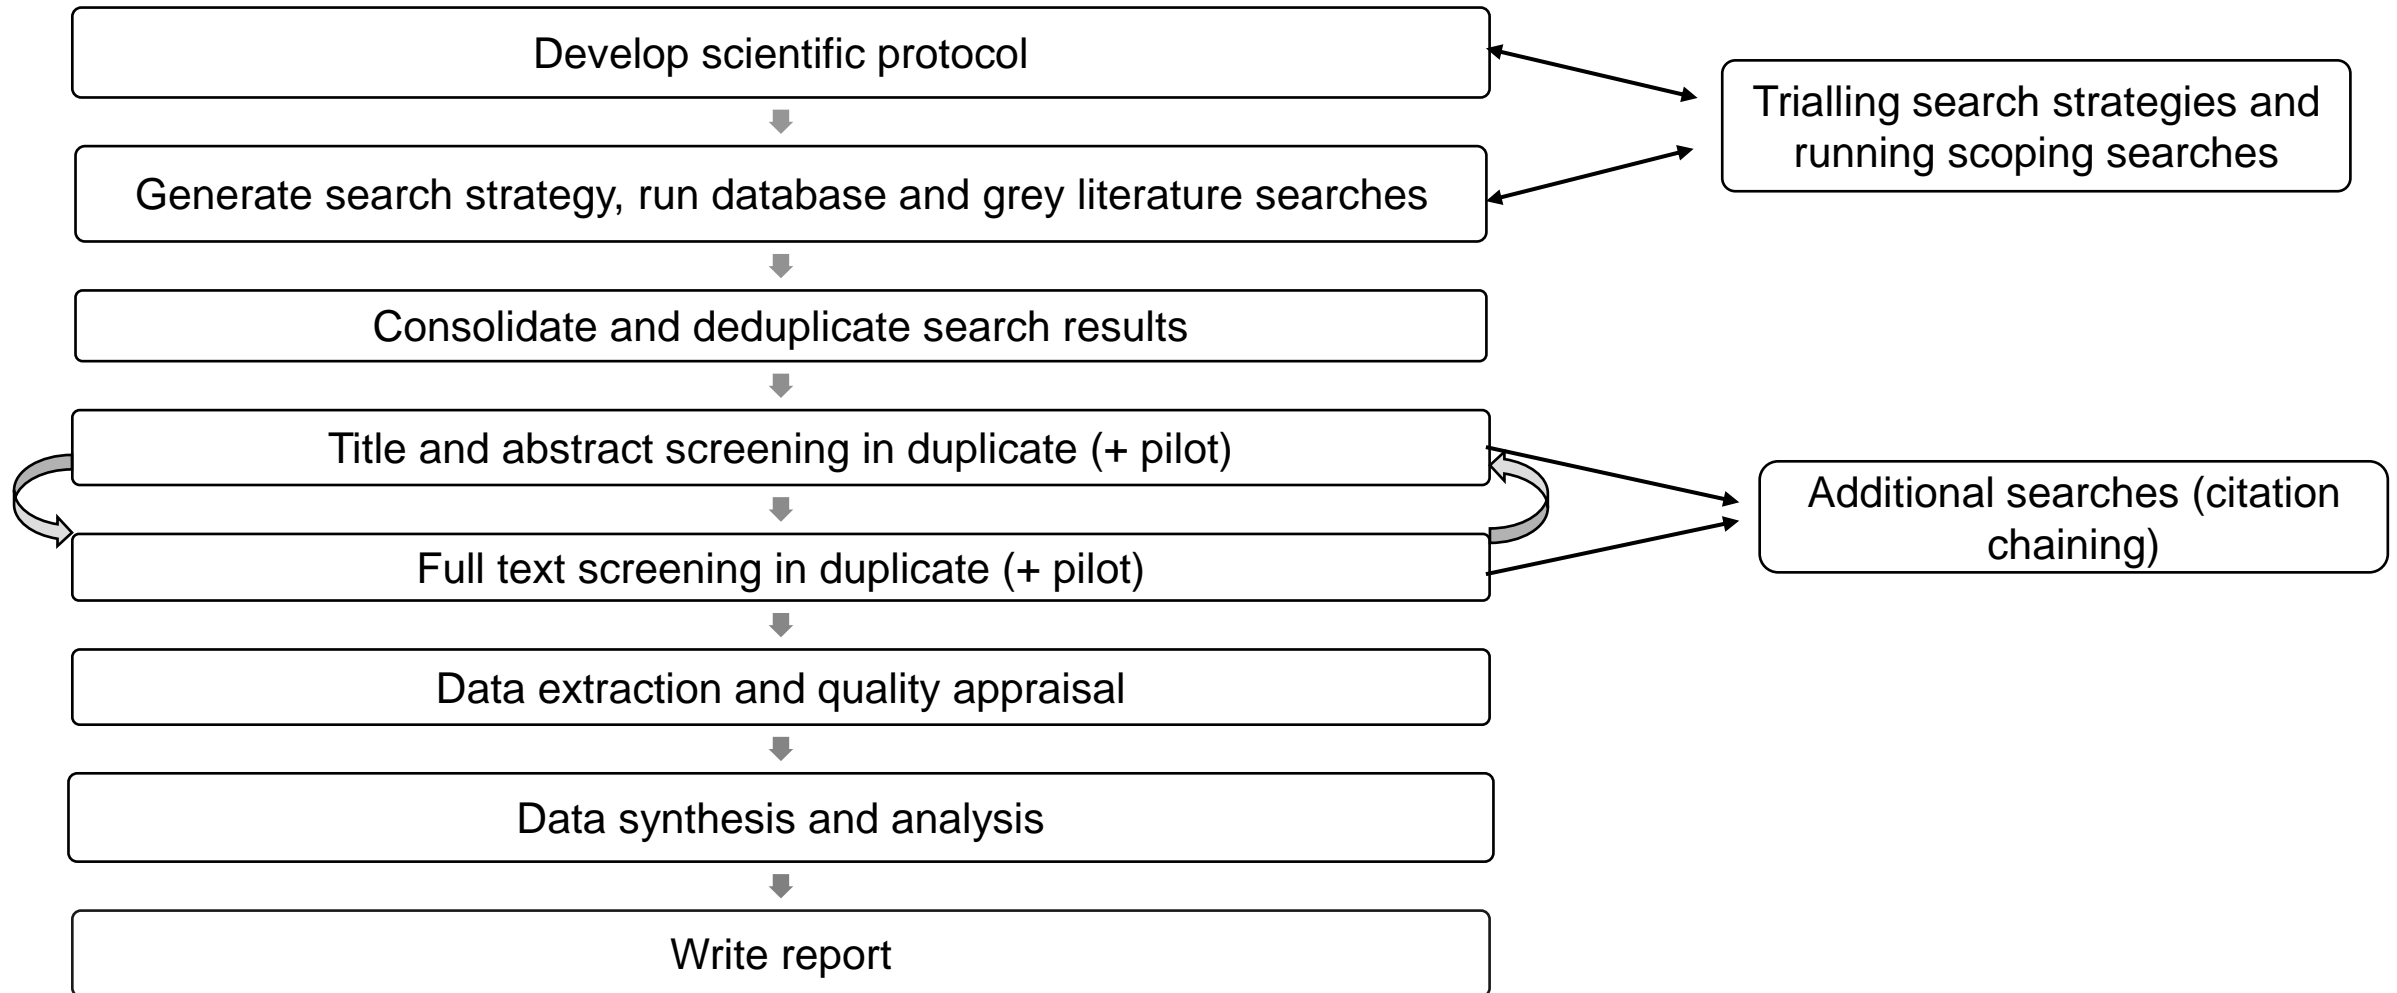 Develop scientific protocol
Trialling search strategies and
running scoping searches
Generate search strategy, run database and grey literature searches
Consolidate and deduplicate search results
Title and abstract screening in duplicate (+ pilot)
Additional searches (citation
chaining)
Full text screening in duplicate (+ pilot)
Data extraction and quality appraisal
Data synthesis and analysis
Write report